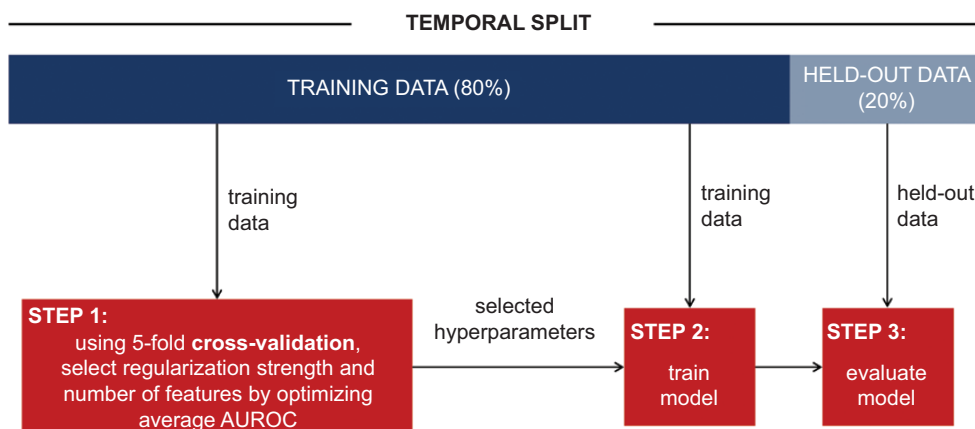 TEMPORAL SPLIT
TRAINING DATA (80%)
HELD-OUT DATA
(20%)
training
data
training
data
held-out
data
STEP 1:
using 5-fold cross-validation,
select regularization strength and
number of features by optimizing
average AUROC
selected
hyperparameters
STEP 2:
train
model
STEP 3:
evaluate
model